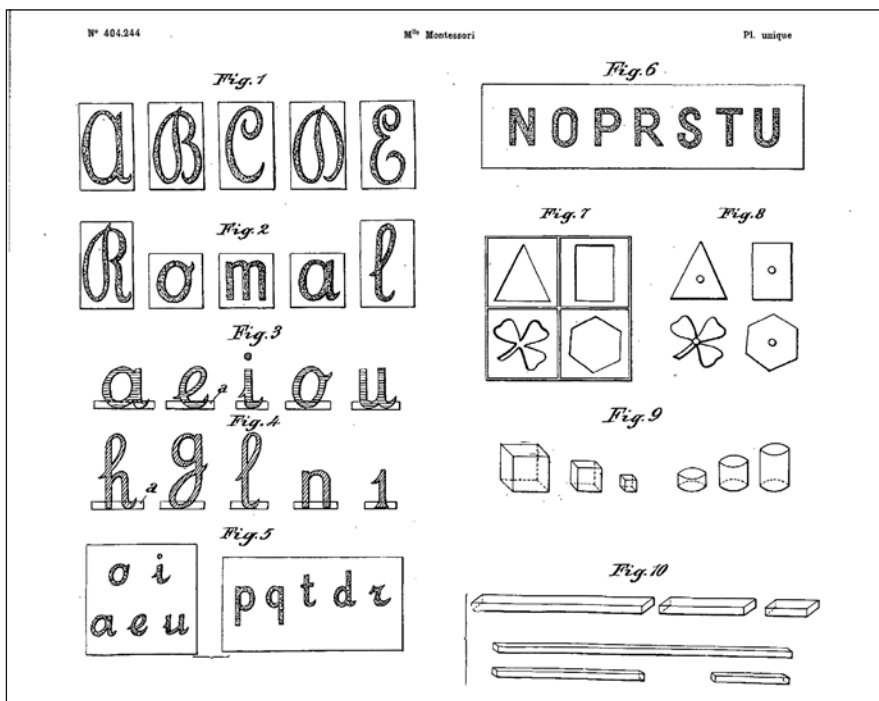 Nº 404.244 Mlle Montessori Pl. unique
Fig. 1
A B C D E
Fig. 2
R o m a l
Fig. 3
a e i o u
a
Fig. 4
h g l n ı
a
Fig. 5
o i
a e u
p q t d r
Fig. 6
N O P R S T U
Fig. 7
Fig. 8
Fig. 9
Fig. 10